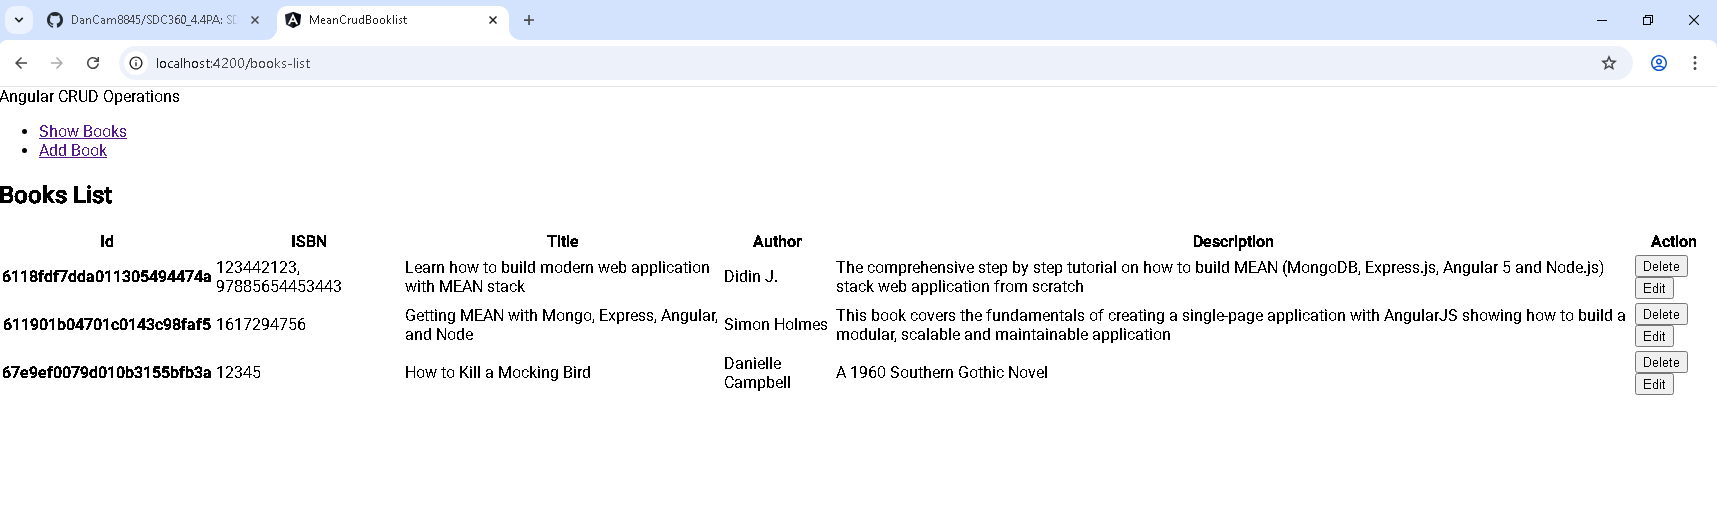 DanCam8845/SDC360_4.4PA: SD
MeanCrudBooklist
localhost:4200/books-list
Angular CRUD Operations
Show Books
Add Book
Books List
Id ISBN Title Author Description Action
6118fdf7dda011305494474a 123442123, 97885654453443 Learn how to build modern web application with MEAN stack Didin J. The comprehensive step by step tutorial on how to build MEAN (MongoDB, Express.js, Angular 5 and Node.js) stack web application from scratch Delete Edit
611901b04701c0143c98faf5 1617294756 Getting MEAN with Mongo, Express, Angular, and Node Simon Holmes This book covers the fundamentals of creating a single-page application with AngularJS showing how to build a modular, scalable and maintainable application Delete Edit
67e9ef0079d010b3155bfb3a 12345 How to Kill a Mocking Bird Danielle Campbell A 1960 Southern Gothic Novel Delete Edit